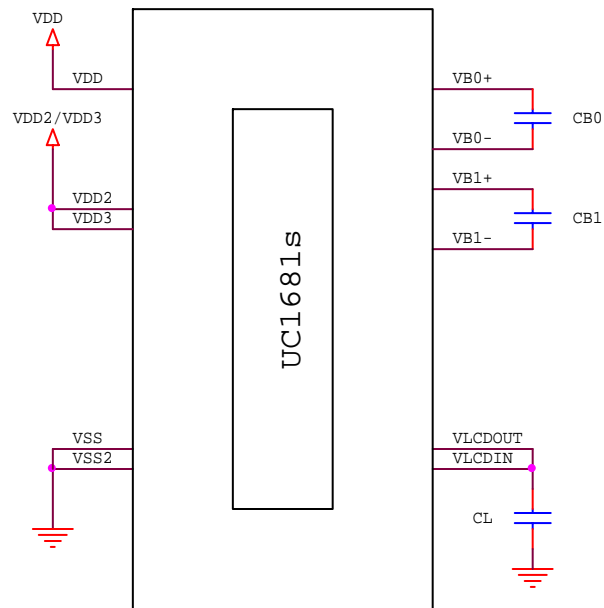 VDD
VDD
VB0+
CB0
VDD2/VDD3
VB0-
VB1+
VDD2
VDD3
CB1
VB1-
UC1681s
VSS
VSS2
VLCDOUT
VLCDIN
CL